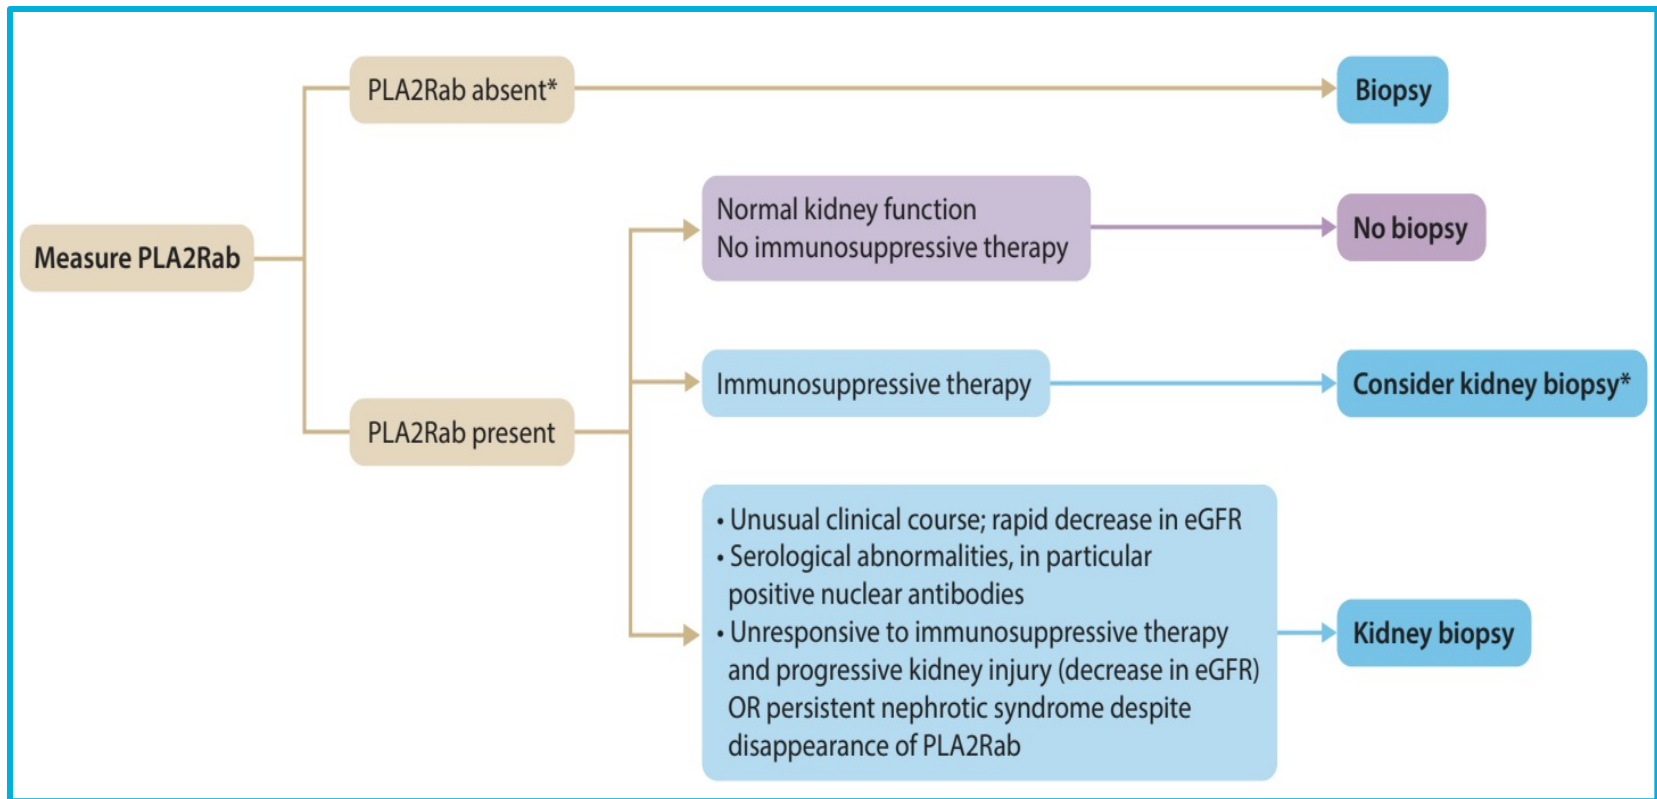 PLA2Rab absent*
Biopsy
Measure PLA2Rab
Normal kidney function
No immunosuppressive therapy
No biopsy
Immunosuppressive therapy
Consider kidney biopsy*
PLA2Rab present
• Unusual clinical course; rapid decrease in eGFR
• Serological abnormalities, in particular
positive nuclear antibodies
• Unresponsive to immunosuppressive therapy
and progressive kidney injury (decrease in eGFR)
OR persistent nephrotic syndrome despite
disappearance of PLA2Rab
Kidney biopsy